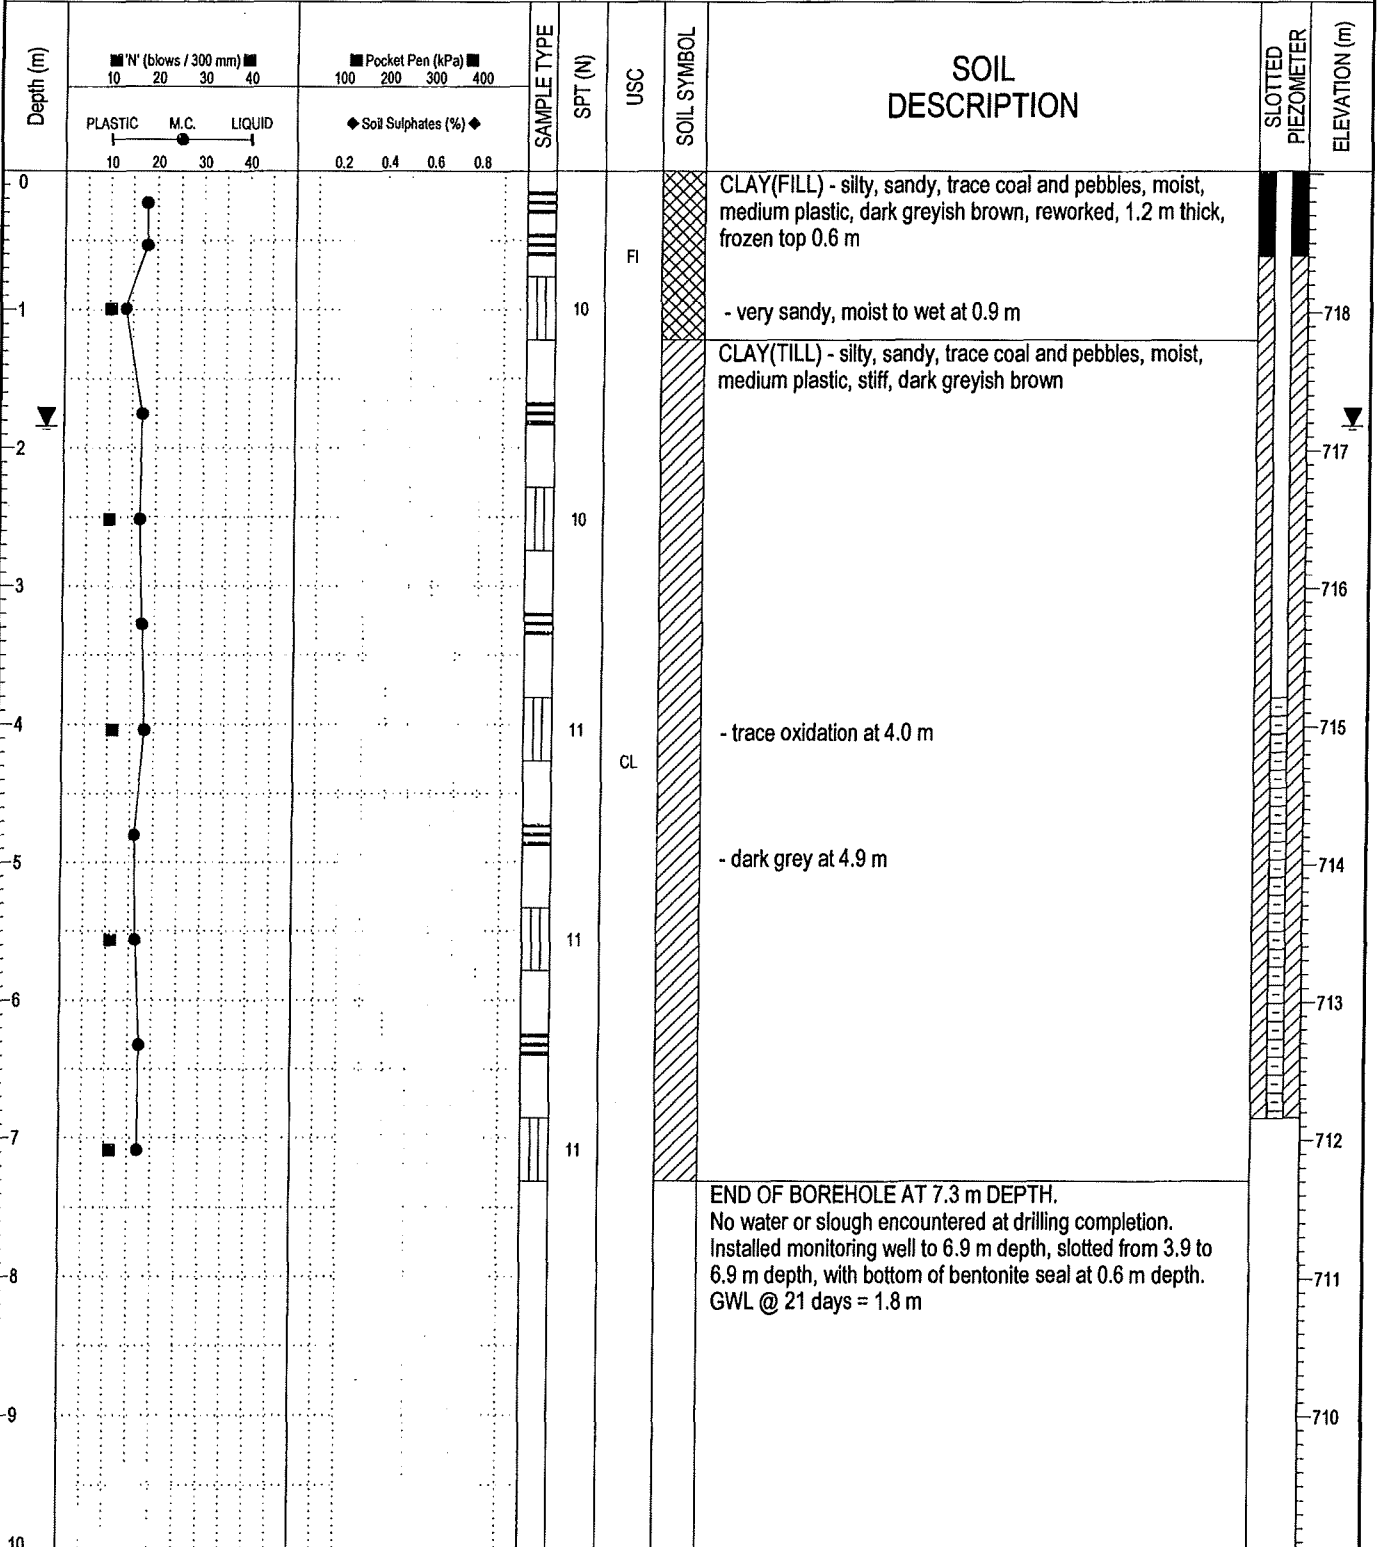 Depth (m)
'N' (blows / 300 mm)
10 20 30 40
PLASTIC M.C. LIQUID
10 20 30 40
Pocket Pen (kPa)
100 200 300 400
Soil Sulphates (%)
0.2 0.4 0.6 0.8
SAMPLE TYPE
SPT (N)
USC
SOIL SYMBOL
SOIL
DESCRIPTION
SLOTTED
PIEZOMETER
ELEVATION (m)
0
CLAY(FILL) - silty, sandy, trace coal and pebbles, moist,
medium plastic, dark greyish brown, reworked, 1.2 m thick,
frozen top 0.6 m
FI
1
10
- very sandy, moist to wet at 0.9 m
718
CLAY(TILL) - silty, sandy, trace coal and pebbles, moist,
medium plastic, stiff, dark greyish brown
2
717
10
3
716
4
11
- trace oxidation at 4.0 m
715
CL
5
- dark grey at 4.9 m
714
11
6
713
7
11
712
END OF BOREHOLE AT 7.3 m DEPTH.
No water or slough encountered at drilling completion.
Installed monitoring well to 6.9 m depth, slotted from 3.9 to
6.9 m depth, with bottom of bentonite seal at 0.6 m depth.
GWL @ 21 days = 1.8 m
8
711
9
710
10